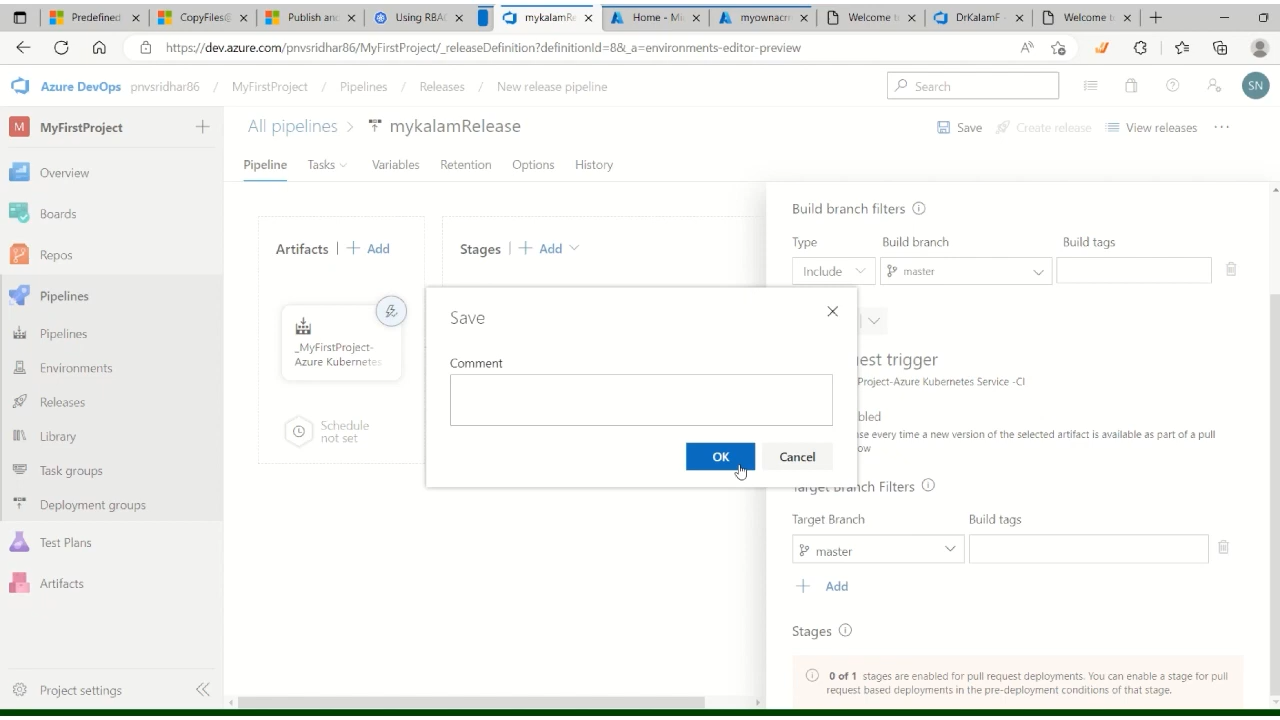 Predefined
CopyFiles@
Publish and
Using RBA
mykalamRe
Home - Mi
myownacr
Welcome t
DrKalamF -
Welcome t
https://dev.azure.com/pnvsridhar86/MyFirstProject/_releaseDefinition?definitionId=8&_a=environments-editor-preview
Azure DevOps pnvsridhar86 / MyFirstProject / Pipelines / Releases / New release pipeline
Search
SN
M MyFirstProject
All pipelines > mykalamRelease
Save
Create release
View releases
Pipeline Tasks Variables Retention Options History
Overview
Boards
Repos
Pipelines
Pipelines
Environments
Releases
Library
Task groups
Deployment groups
Test Plans
Artifacts
Project settings
Artifacts | + Add
Stages | + Add
_MyFirstProject-
Azure Kubernetes
Schedule
not set
Build branch filters
Type Build branch Build tags
Include master
Save
Comment
OK Cancel
est trigger
Project-Azure Kubernetes Service -CI
bled
se every time a new version of the selected artifact is available as part of a pull
ow
Target Branch Filters
Target Branch Build tags
master
+ Add
Stages
0 of 1 stages are enabled for pull request deployments. You can enable a stage for pull
request based deployments in the pre-deployment conditions of that stage.